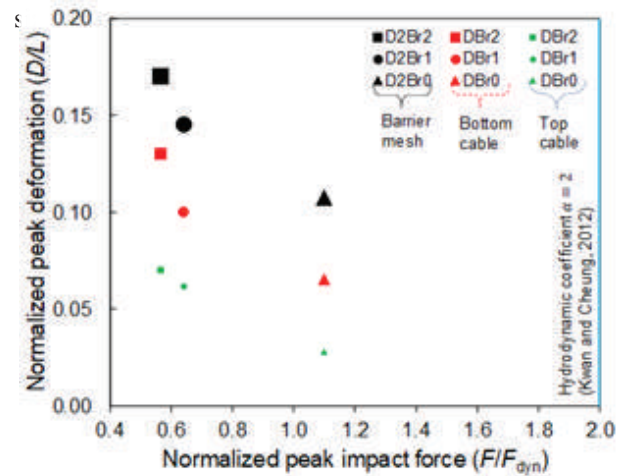 s
0.20
0.15
0.10
0.05
0.00
Normalized peak deformation (D/L)
D2Br2 DBr2 DBr2
D2Br1 DBr1 DBr1
D2Br0 DBr0 DBr0
Barrier mesh
Bottom cable
Top cable
Hydrodynamic coefficient α = 2
(Kwan and Cheung, 2012)
0.4 0.6 0.8 1.0 1.2 1.4 1.6 1.8 2.0
Normalized peak impact force (F/Fdyn)